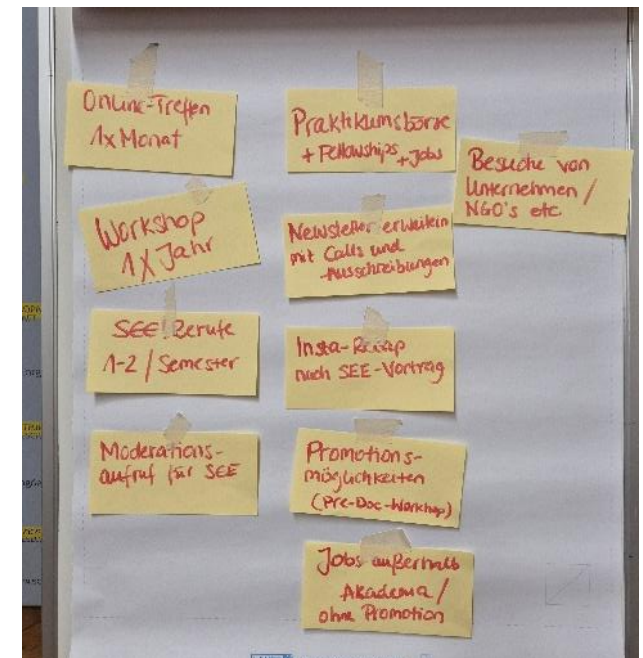 Online-Treffen
1x Monat
Workshop
1x Jahr
SEE! Berufe
1-2 / Semester
Moderations-
aufruf für SEE
Praktikumsbörse
+ Fellowships + Jobs
Newsletter erweitern
mit Calls und
Ausschreibungen
Insta-Recap
nach SEE-Vortrag
Promotions-
möglichkeiten
(Pre-Doc-Workshop)
Jobs außerhalb
Akademia /
ohne Promotion
Besuche von
Unternehmen /
NGO's etc